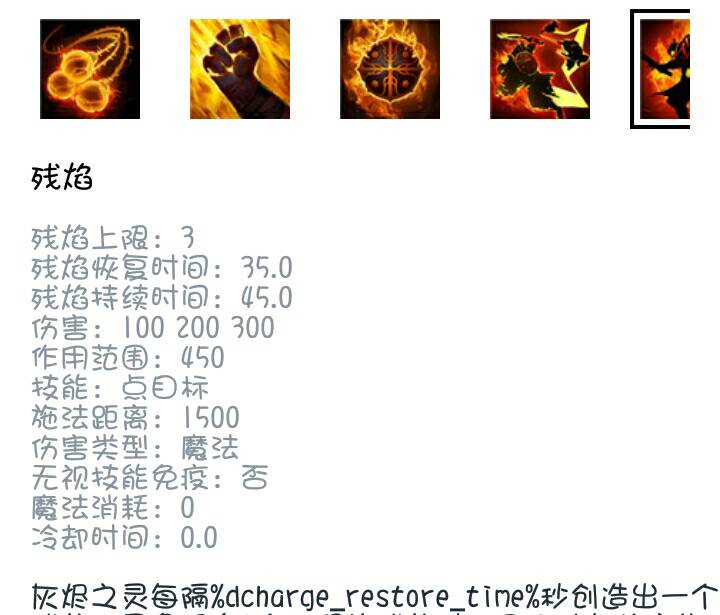 残焰
残焰上限：3
残焰恢复时间：35.0
残焰持续时间：45.0
伤害：100 200 300
作用范围：450
技能：点目标
施法距离：1500
伤害类型：魔法
无视技能免疫：否
魔法消耗：0
冷却时间：0.0
灰烬之灵每隔%dcharge_restore_time%秒创造出一个